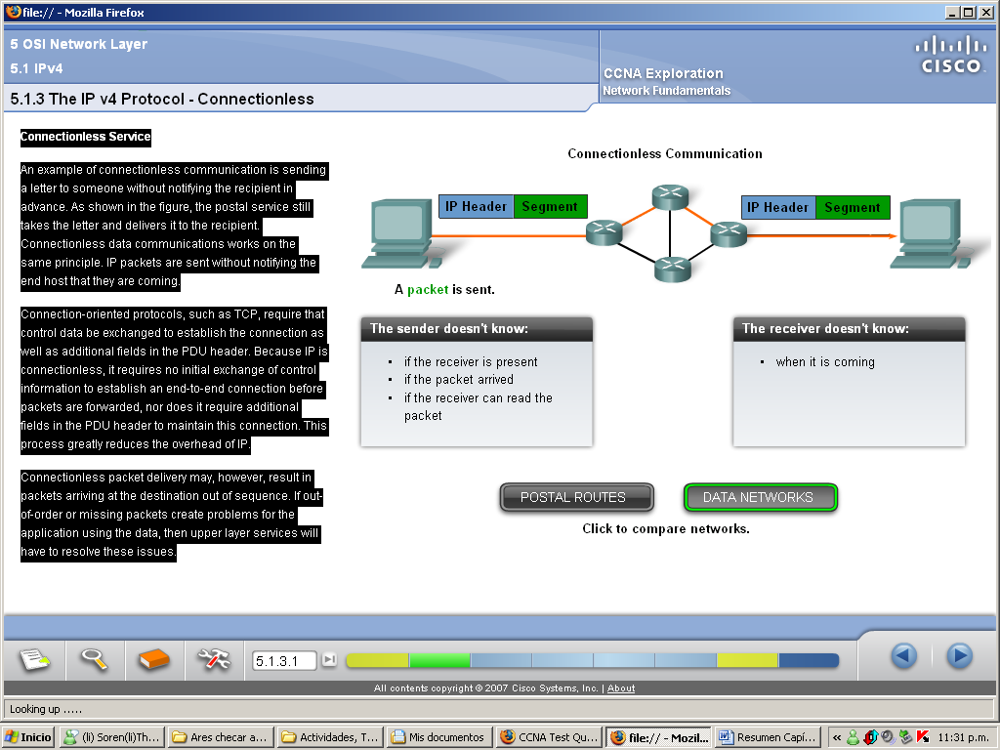 file:// - Mozilla Firefox
5 OSI Network Layer
5.1 IPv4
CISCO
CCNA Exploration
Network Fundamentals
5.1.3 The IP v4 Protocol - Connectionless
Connectionless Service
An example of connectionless communication is sending
a letter to someone without notifying the recipient in
advance. As shown in the figure, the postal service still
takes the letter and delivers it to the recipient.
Connectionless data communications works on the
same principle. IP packets are sent without notifying the
end host that they are coming.
Connection-oriented protocols, such as TCP, require that
control data be exchanged to establish the connection as
well as additional fields in the PDU header. Because IP is
connectionless, it requires no initial exchange of control
information to establish an end-to-end connection before
packets are forwarded, nor does it require additional
fields in the PDU header to maintain this connection. This
process greatly reduces the overhead of IP.
Connectionless packet delivery may, however, result in
packets arriving at the destination out of sequence. If out-
of-order or missing packets create problems for the
application using the data, then upper layer services will
have to resolve these issues.
Connectionless Communication
IP Header Segment
IP Header Segment
A packet is sent.
The sender doesn't know:
• if the receiver is present
• if the packet arrived
• if the receiver can read the
packet
The receiver doesn't know:
• when it is coming
POSTAL ROUTES
DATA NETWORKS
Click to compare networks.
5.1.3.1
All contents copyright © 2007 Cisco Systems, Inc. | About
Looking up .....
Inicio
(li) Soren(li)Th...
Ares checar a...
Actividades, T...
Mis documentos
CCNA Test Qu...
file:// - Mozil...
Resumen Capí...
«
11:31 p.m.